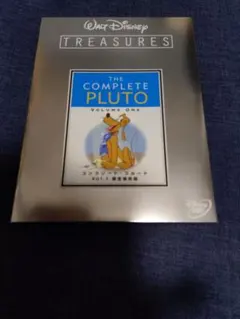 WALT DISNEY
TREASURES
THE
COMPLETE
PLUTO
VOLUME ONE
コンプリート・プルート
VOL.1 限定保存版
DVD